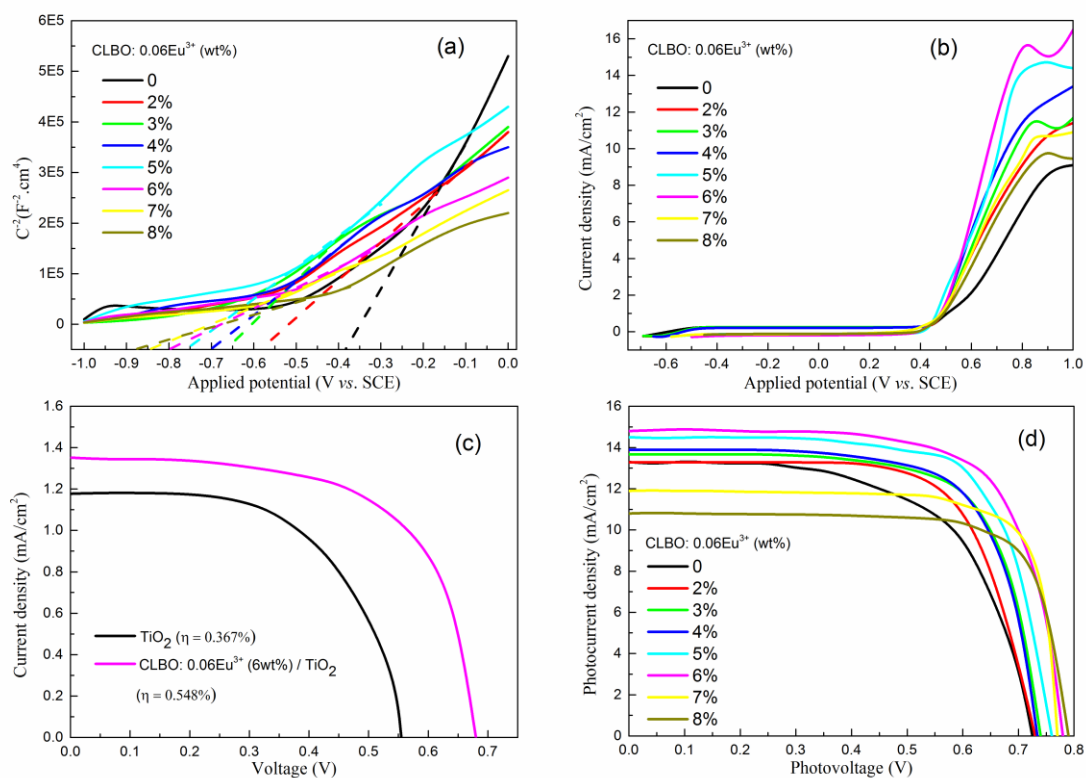 (a)
CLBO: 0.06Eu³⁺ (wt%)
0
2%
3%
4%
5%
6%
7%
8%
C⁻²(F⁻².cm⁴)
6E5
5E5
4E5
3E5
2E5
1E5
0
-1.0 -0.9 -0.8 -0.7 -0.6 -0.5 -0.4 -0.3 -0.2 -0.1 0.0
Applied potential (V vs. SCE)
(b)
CLBO: 0.06Eu³⁺ (wt%)
0
2%
3%
4%
5%
6%
7%
8%
Current density (mA/cm²)
16
14
12
10
8
6
4
2
0
-0.6 -0.4 -0.2 0.0 0.2 0.4 0.6 0.8 1.0
Applied potential (V vs. SCE)
(c)
Current density (mA/cm²)
1.6
1.4
1.2
1.0
0.8
0.6
0.4
0.2
0.0
TiO₂ (η = 0.367%)
CLBO: 0.06Eu³⁺ (6wt%) / TiO₂
(η = 0.548%)
0.0 0.1 0.2 0.3 0.4 0.5 0.6 0.7
Voltage (V)
(d)
Photocurrent density (mA/cm²)
16
14
12
10
8
6
4
2
0
CLBO: 0.06Eu³⁺ (wt%)
0
2%
3%
4%
5%
6%
7%
8%
0.0 0.1 0.2 0.3 0.4 0.5 0.6 0.7 0.8
Photovoltage (V)